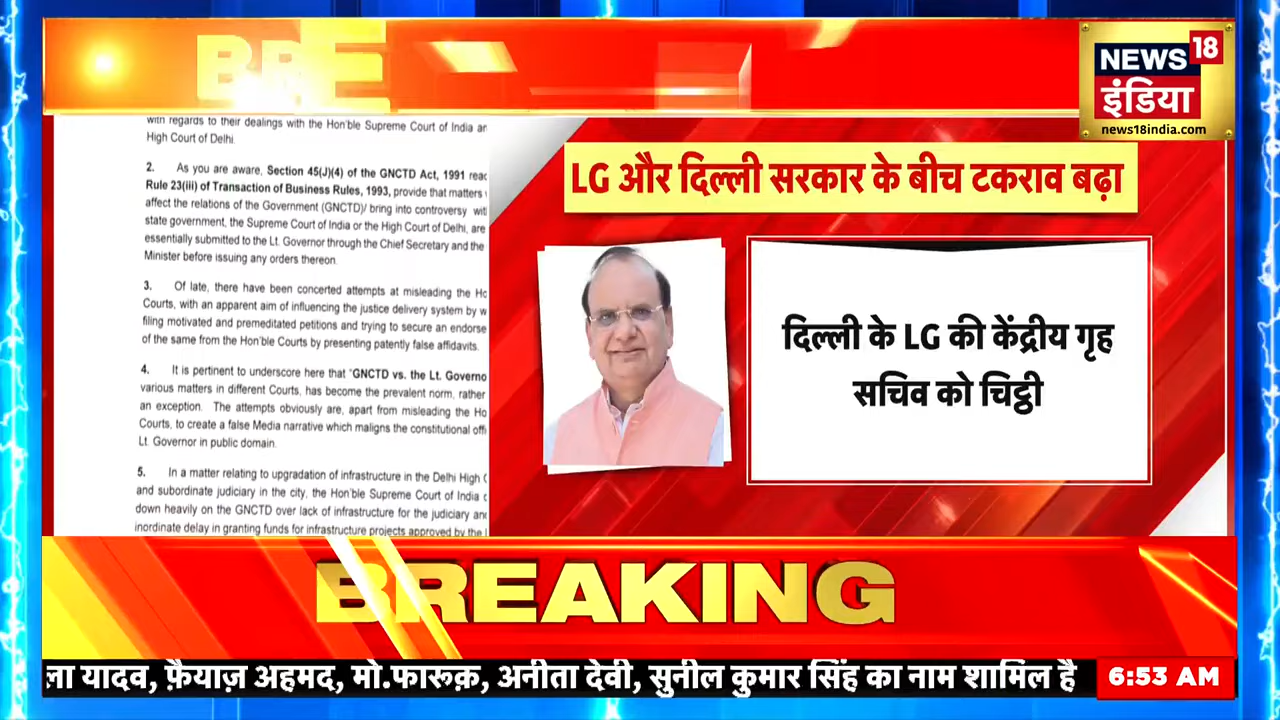 BRE
NEWS 18
इंडिया
news18india.com
with regards to their dealings with the Hon'ble Supreme Court of India
High Court of Delhi.
2. As you are aware, Section 45(J)(4) of the GNCTD Act, 1991
Rule 23(iii) of Transaction of Business Rules, 1993, provide that matters
affect the relations of the Government (GNCTD)/ bring into controversy
state government, the Supreme Court of India or the High Court of Delhi, are
essentially submitted to the Lt. Governor through the Chief Secretary and the
Minister before issuing any orders thereon.
3. Of late, there have been concerted attempts at misleading the
Courts, with an apparent aim of influencing the justice delivery system by
filing motivated and premeditated petitions and trying to secure an
of the same from the Hon'ble Courts by presenting patently false affidavits.
4. It is pertinent to underscore here that "GNCTD vs. the Lt.
various matters in different Courts, has become the prevalent norm, rather
an exception. The attempts obviously are, apart from misleading the
Courts, to create a false Media narrative which maligns the constitutional
Lt. Governor in public domain.
5. In a matter relating to upgradation of infrastructure in the Delhi High
and subordinate judiciary in the city, the Hon'ble Supreme Court of India
down heavily on the GNCTD over lack of infrastructure for the judiciary
inordinate delay in granting funds for infrastructure projects approved by the
LG और दिल्ली सरकार के बीच टकराव बढ़ा
दिल्ली के LG की केंद्रीय गृह
सचिव को चिट्ठी
BREAKING
ला यादव, फ़ैयाज़ अहमद, मो.फारूक़, अनीता देवी, सुनील कुमार सिंह का नाम शामिल है
6:53 AM